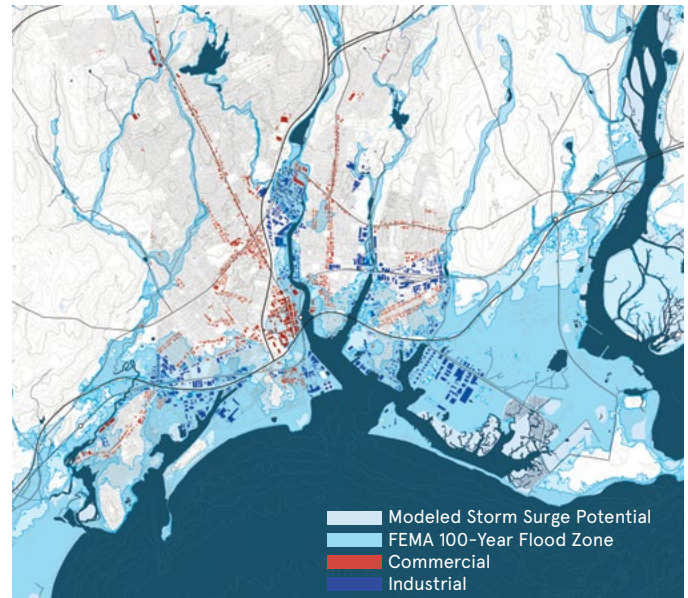 Modeled Storm Surge Potential
FEMA 100-Year Flood Zone
Commercial
Industrial